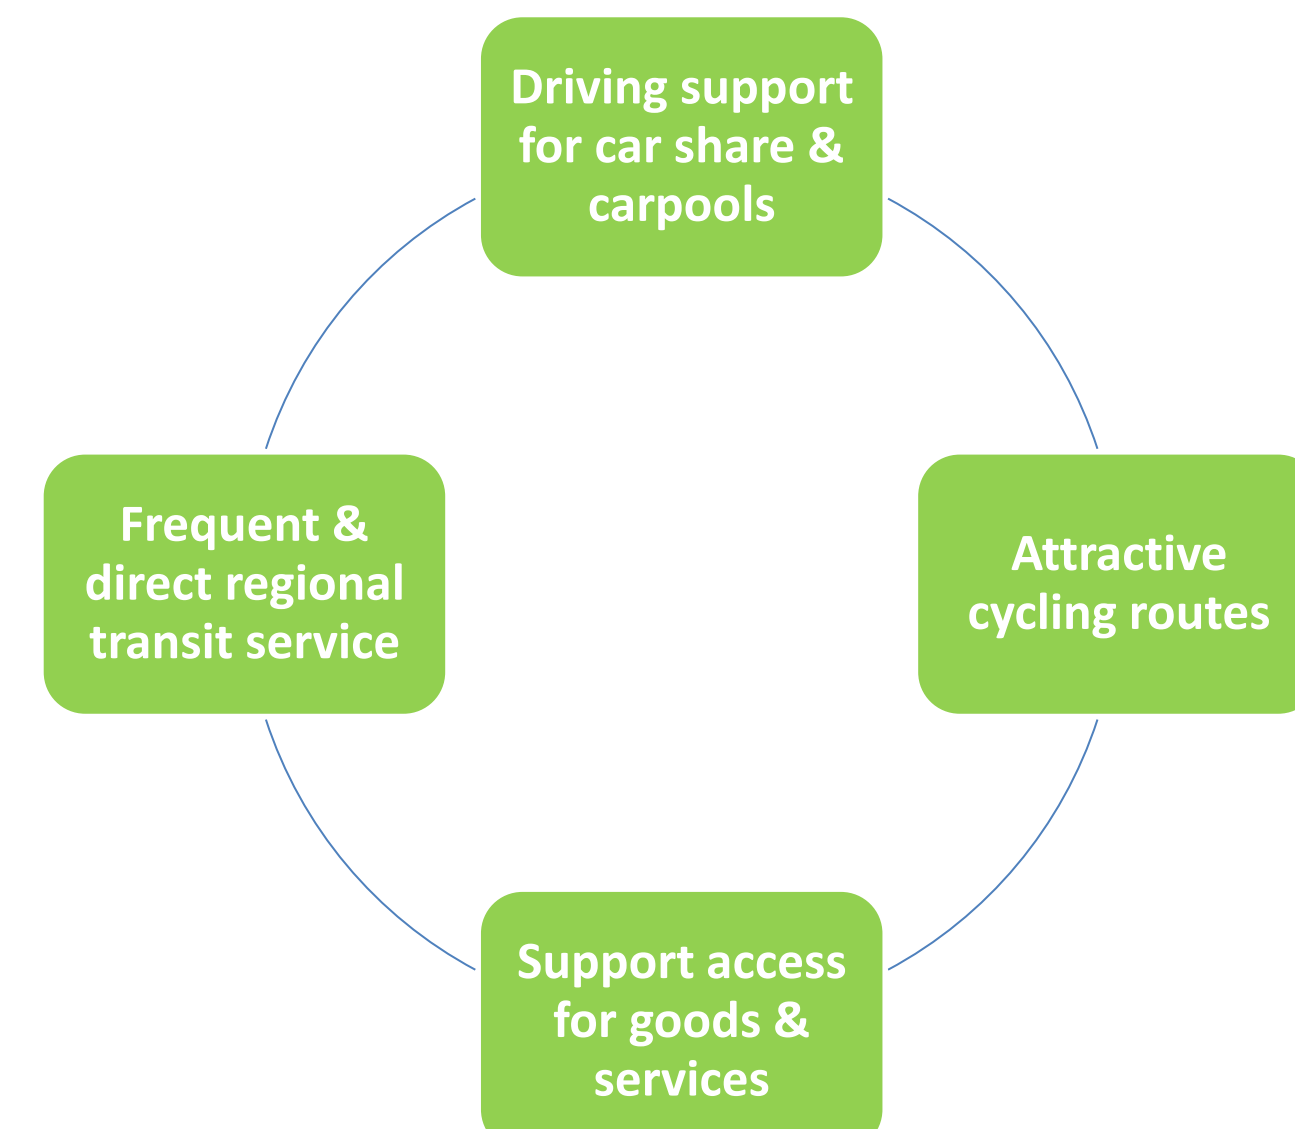 Driving support
for car share &
carpools
Frequent &
direct regional
transit service
Attractive
cycling routes
Support access
for goods &
services